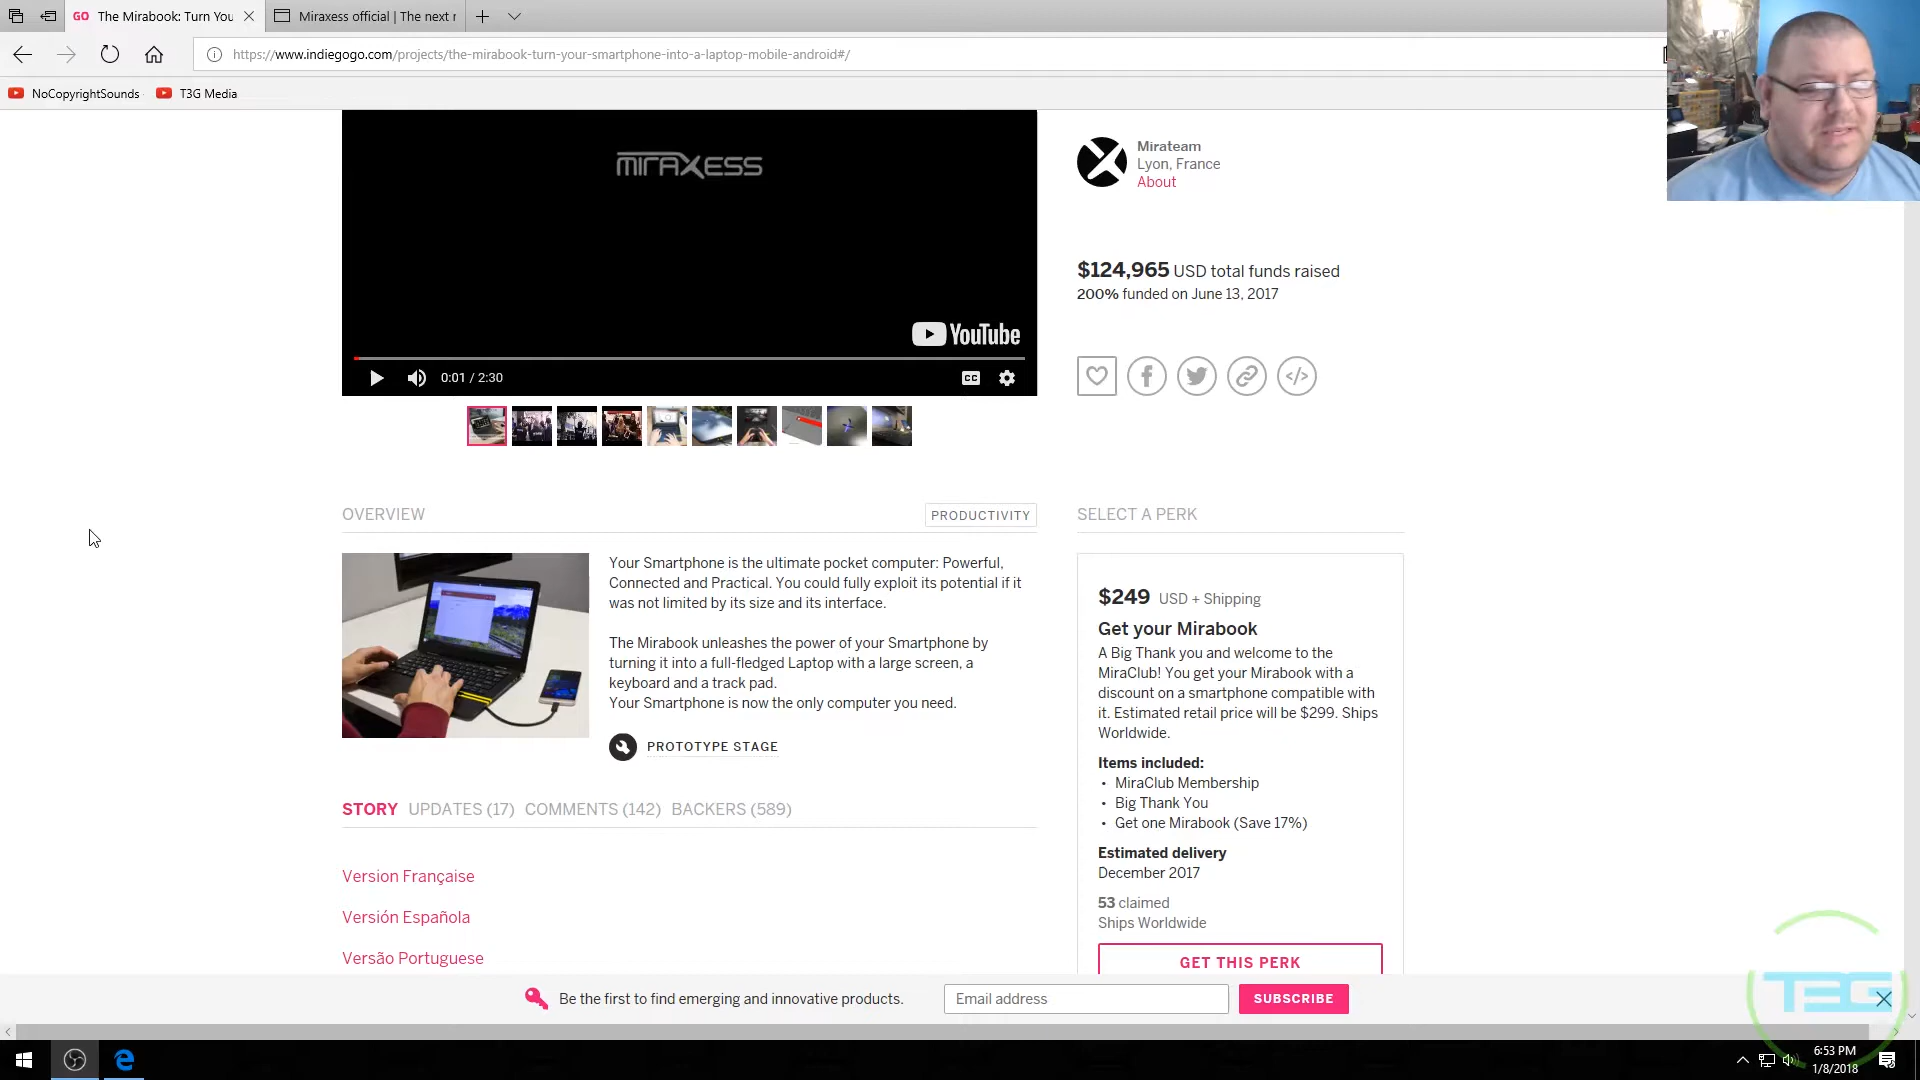 GO The Mirabook: Turn You
Miraxess official | The next r
https://www.indiegogo.com/projects/the-mirabook-turn-your-smartphone-into-a-laptop-mobile-android#/
NoCopyrightSounds
T3G Media
MIRAXESS
YouTube
0:01 / 2:30
CC
Mirateam
Lyon, France
About
$124,965 USD total funds raised
200% funded on June 13, 2017
OVERVIEW
PRODUCTIVITY
Your Smartphone is the ultimate pocket computer: Powerful,
Connected and Practical. You could fully exploit its potential if it
was not limited by its size and its interface.
The Mirabook unleashes the power of your Smartphone by
turning it into a full-fledged Laptop with a large screen, a
keyboard and a track pad.
Your Smartphone is now the only computer you need.
PROTOTYPE STAGE
STORY UPDATES (17) COMMENTS (142) BACKERS (589)
Version Française
Versión Española
Versão Portuguese
SELECT A PERK
$249 USD + Shipping
Get your Mirabook
A Big Thank you and welcome to the
MiraClub! You get your Mirabook with a
discount on a smartphone compatible with
it. Estimated retail price will be $299. Ships
Worldwide.
Items included:
• MiraClub Membership
• Big Thank You
• Get one Mirabook (Save 17%)
Estimated delivery
December 2017
53 claimed
Ships Worldwide
GET THIS PERK
Be the first to find emerging and innovative products.
Email address
SUBSCRIBE
T3G
6:53 PM
1/8/2018